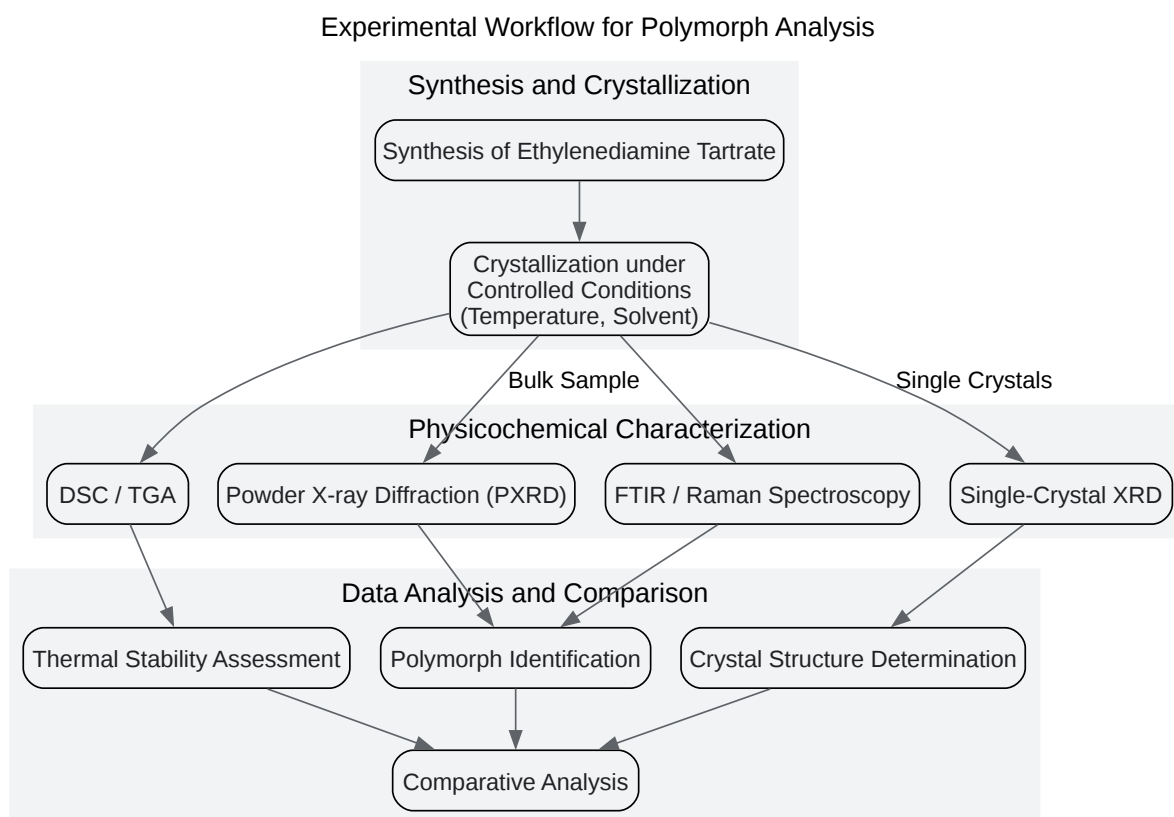 Experimental Workflow for Polymorph Analysis
Synthesis and Crystallization
Synthesis of Ethylenediamine Tartrate
Crystallization under
Controlled Conditions
(Temperature, Solvent)
Bulk Sample
Single Crystals
Physicochemical Characterization
DSC / TGA
Powder X-ray Diffraction (PXRD)
FTIR / Raman Spectroscopy
Single-Crystal XRD
Data Analysis and Comparison
Thermal Stability Assessment
Polymorph Identification
Crystal Structure Determination
Comparative Analysis